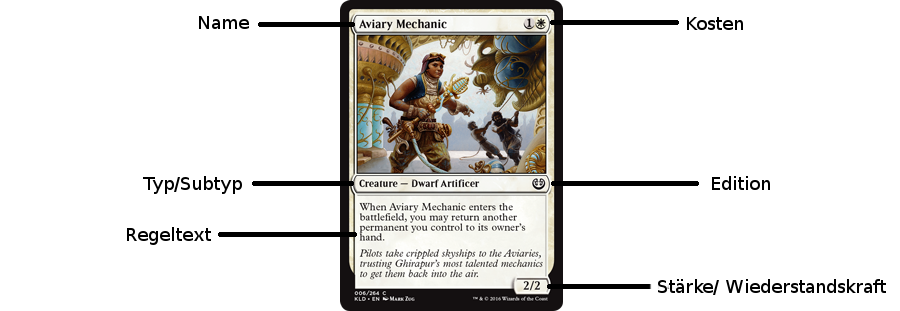 Name
Aviary Mechanic
1
Kosten
Typ/Subtyp
Creature — Dwarf Artificer
Edition
Regeltext
When Aviary Mechanic enters the
battlefield, you may return another
permanent you control to its owner's
hand.
Pilots take crippled skyships to the Aviaries,
trusting Ghirapur's most talented mechanics
to get them back into the air.
2/2
Stärke/ Wiederstandskraft
006/264 C
KLD • EN Mark Zug
™ & © 2016 Wizards of the Coast